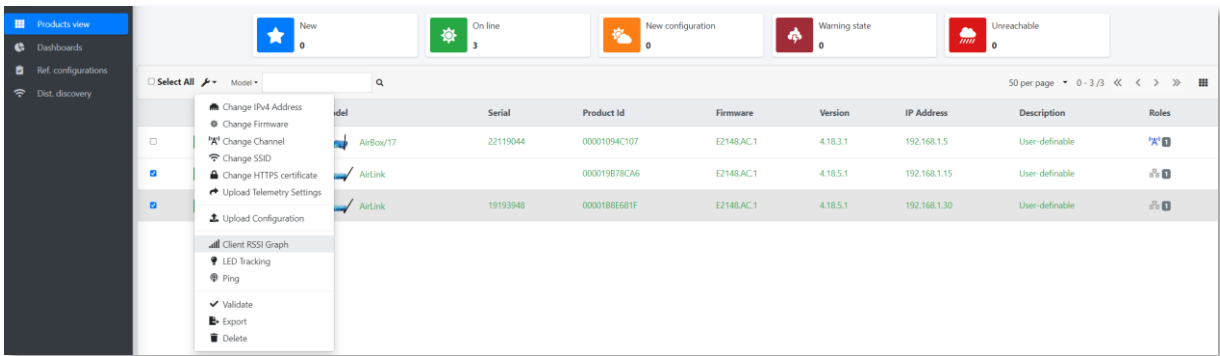 Products view
Dashboards
Ref. configurations
Dist. discovery
New
0
On line
3
New configuration
0
Warning state
0
Unreachable
0
Select All Model 50 per page 0 - 3 /3
del Serial Product Id Firmware Version IP Address Description Roles
AirBox/17 22119044 00001094C107 E2148.AC.1 4.18.3.1 192.168.1.5 User-definable 1
AirLink 000019B78CA6 E2148.AC.1 4.18.5.1 192.168.1.15 User-definable 1
AirLink 19193948 00001B8E681F E2148.AC.1 4.18.5.1 192.168.1.30 User-definable 1
Change IPv4 Address
Change Firmware
Change Channel
Change SSID
Change HTTPS certificate
Upload Telemetry Settings
Upload Configuration
Client RSSI Graph
LED Tracking
Ping
Validate
Export
Delete